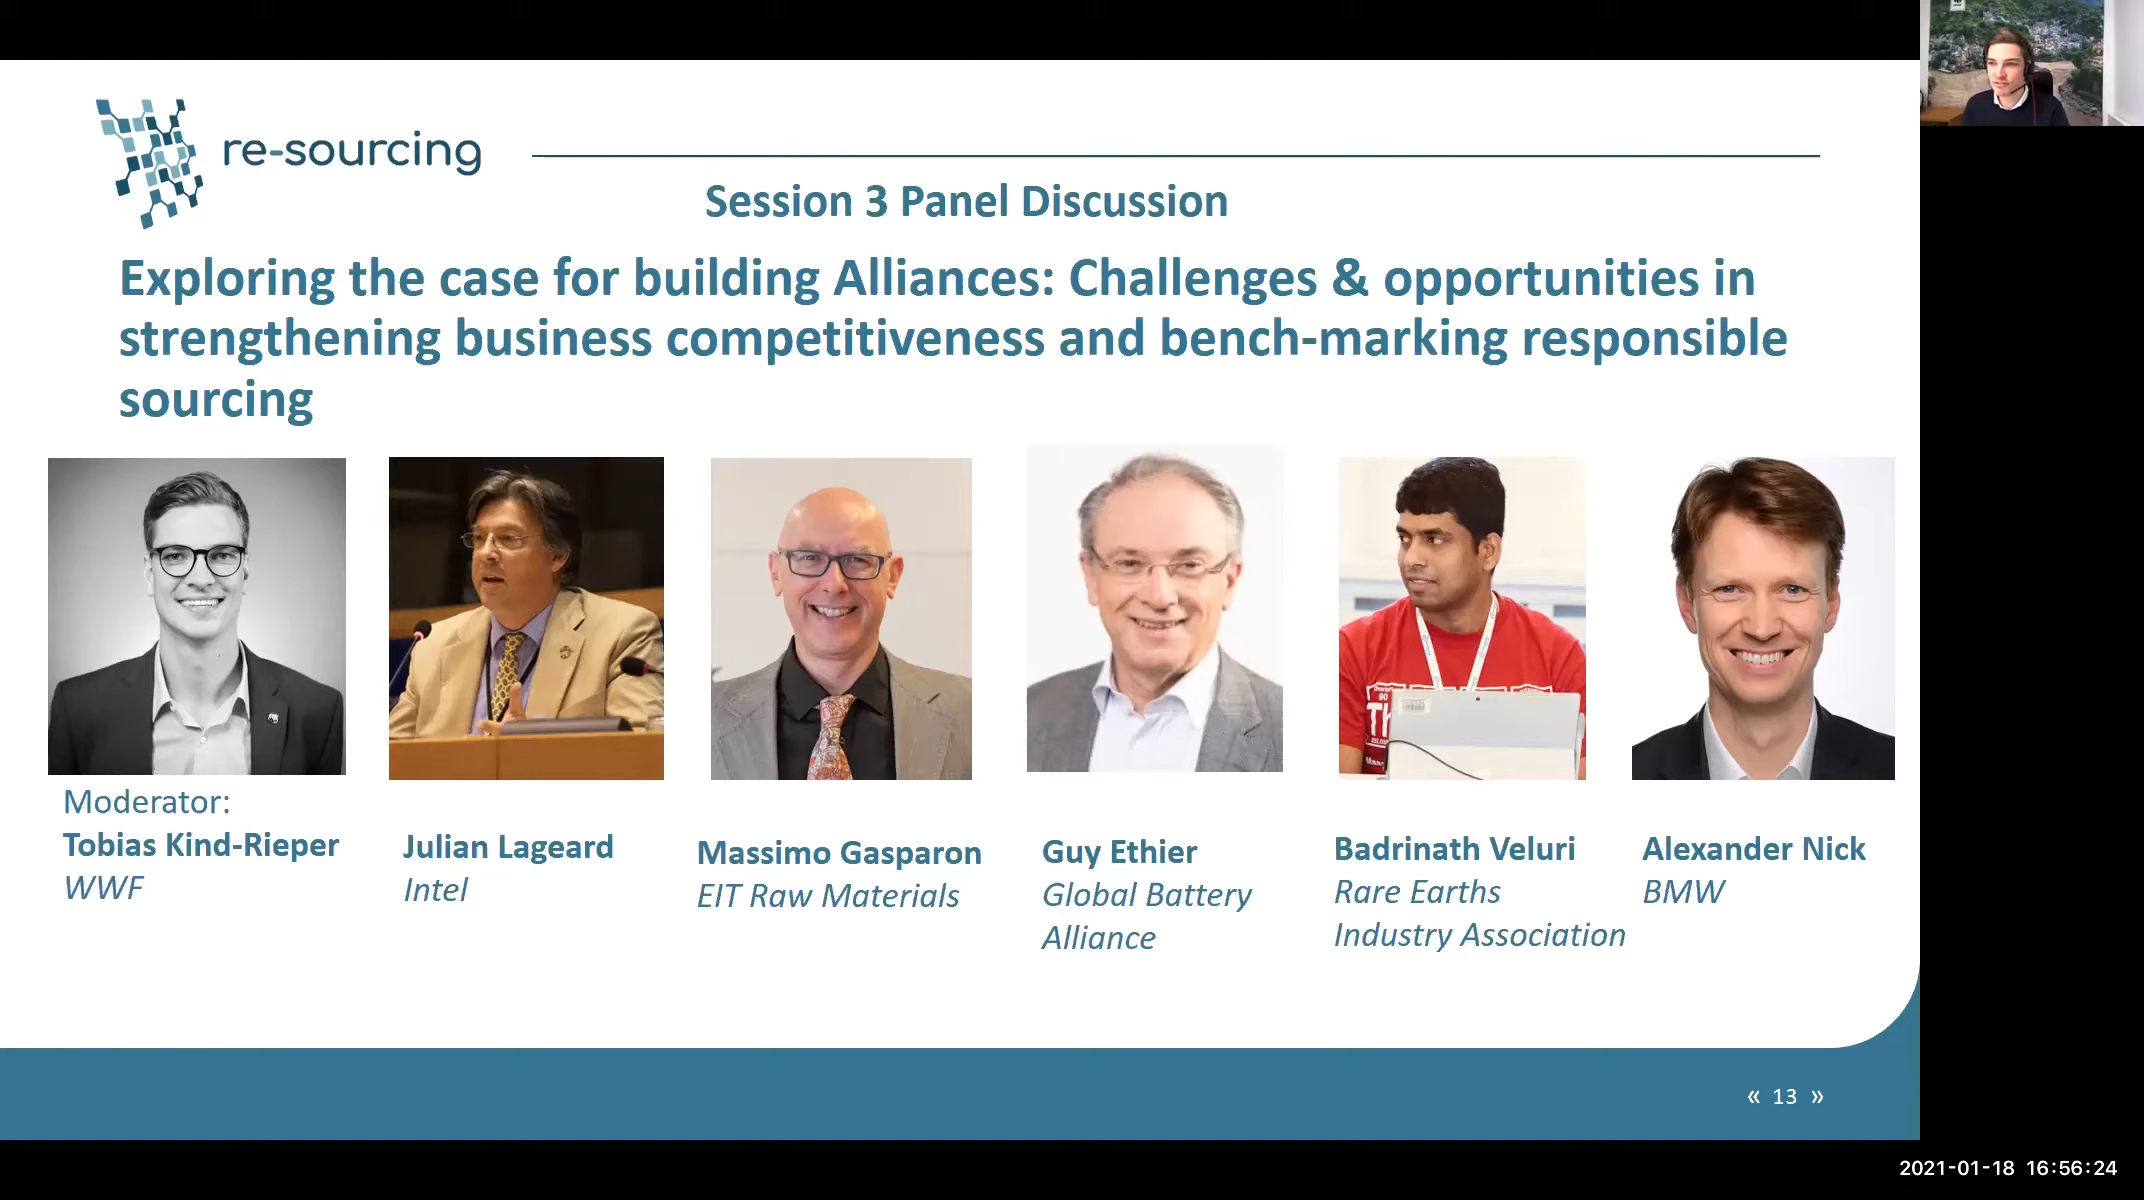 re-sourcing
Session 3 Panel Discussion
Exploring the case for building Alliances: Challenges & opportunities in
strengthening business competitiveness and bench-marking responsible
sourcing
Moderator:
Tobias Kind-Rieper
WWF
Julian Lageard
Intel
Massimo Gasparon
EIT Raw Materials
Guy Ethier
Global Battery
Alliance
Badrinath Veluri
Rare Earths
Industry Association
Alexander Nick
BMW
90
Th
« 13 »
2021-01-18 16:56:24